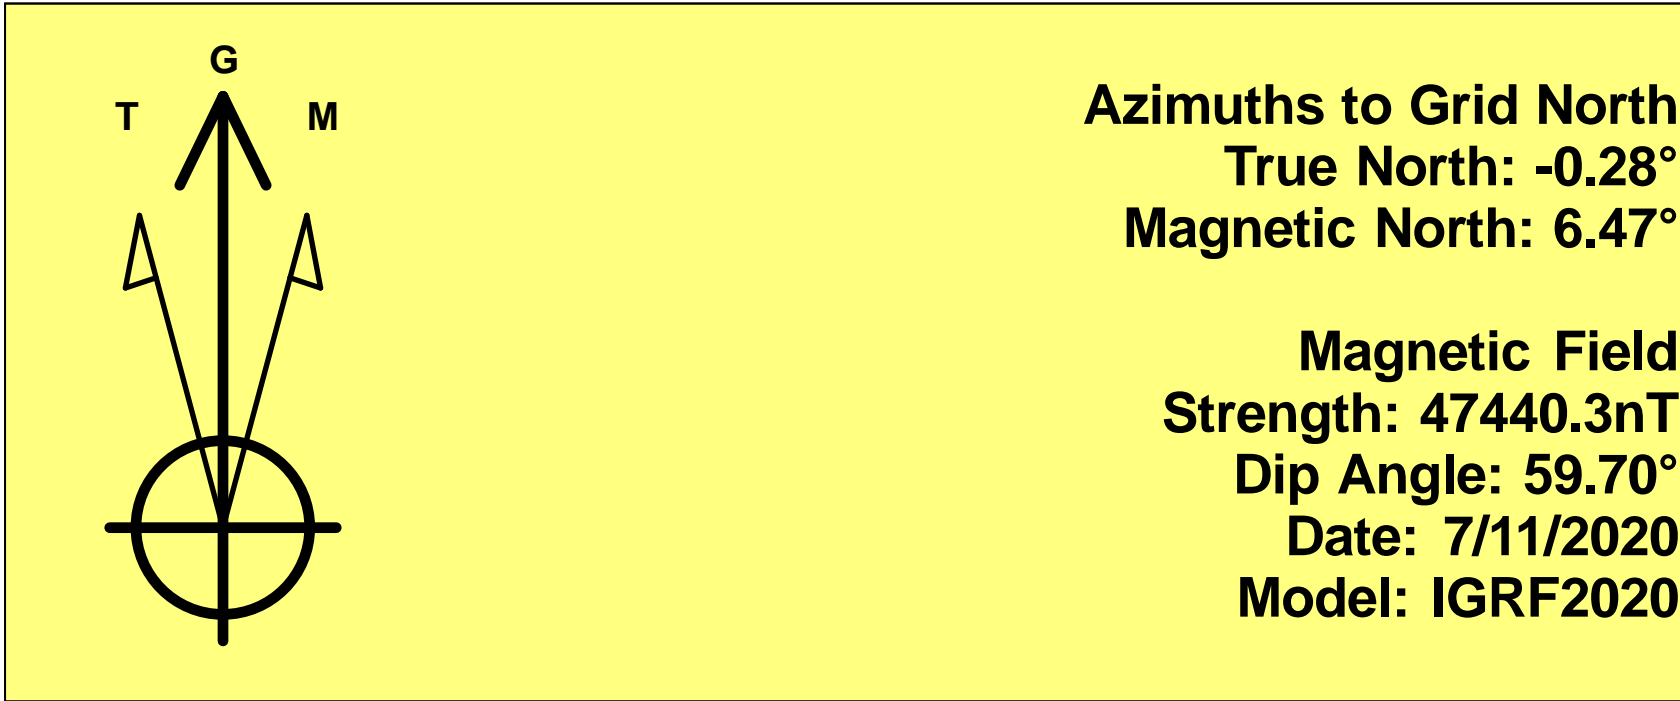 G
T
M
Azimuths to Grid North
True North: -0.28°
Magnetic North: 6.47°
Magnetic Field
Strength: 47440.3nT
Dip Angle: 59.70°
Date: 7/11/2020
Model: IGRF2020